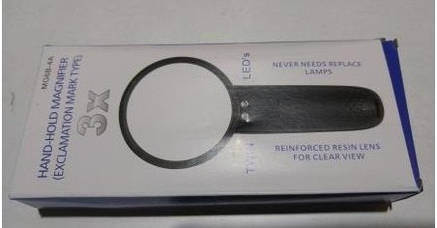 MG6B-4A
HAND-HOLD MAGNIFIER
(EXCLAMATION MARK TYPE)
3X
LED's
NEVER NEEDS REPLACE
LAMPS
REINFORCED RESIN LENS
FOR CLEAR VIEW